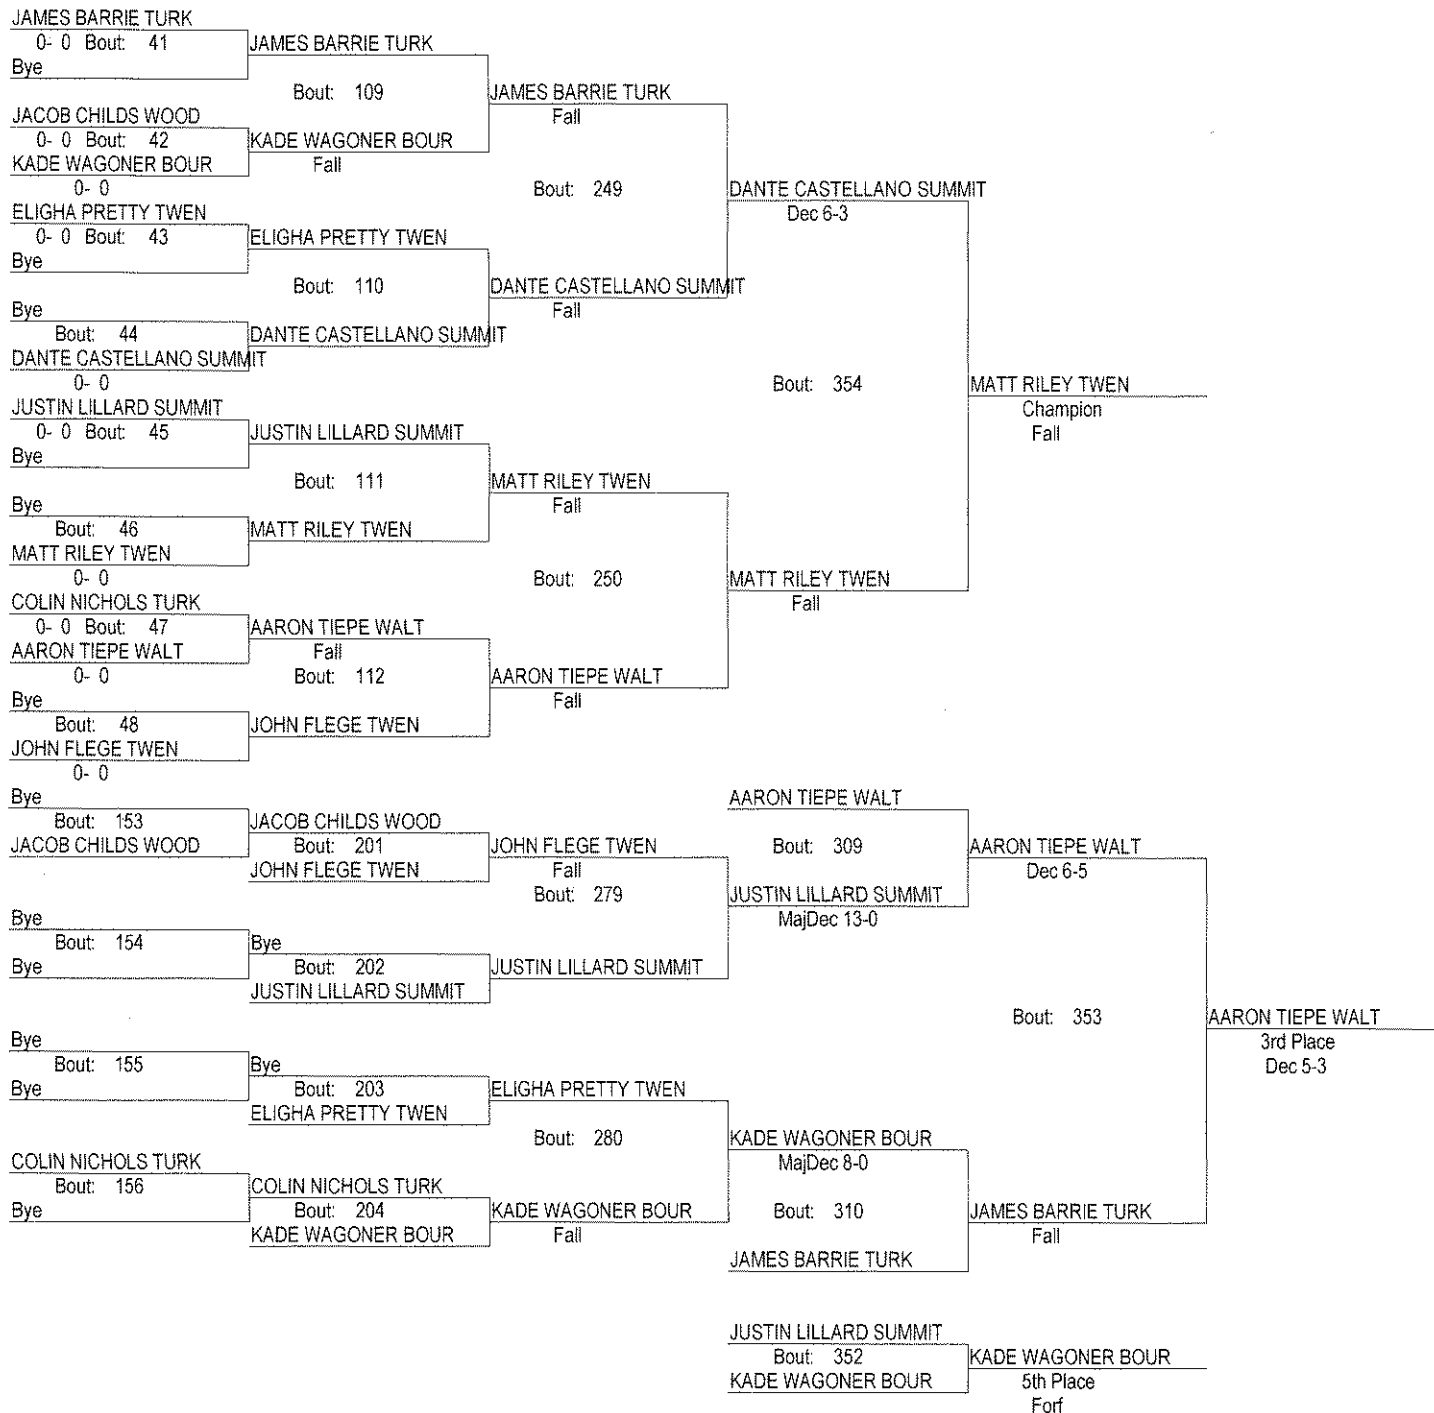 JAMES BARRIE TURK
0- 0 Bout: 41
Bye
JAMES BARRIE TURK
Bout: 109
JACOB CHILDS WOOD
0- 0 Bout: 42
KADE WAGONER BOUR
0- 0
KADE WAGONER BOUR
Fall
JAMES BARRIE TURK
Fall
Bout: 249
ELIGHA PRETTY TWEN
0- 0 Bout: 43
Bye
ELIGHA PRETTY TWEN
Bout: 110
Bye
Bout: 44
DANTE CASTELLANO SUMMIT
0- 0
DANTE CASTELLANO SUMMIT
DANTE CASTELLANO SUMMIT
Fall
DANTE CASTELLANO SUMMIT
Dec 6-3
Bout: 354
JUSTIN LILLARD SUMMIT
0- 0 Bout: 45
Bye
JUSTIN LILLARD SUMMIT
Bout: 111
Bye
Bout: 46
MATT RILEY TWEN
0- 0
MATT RILEY TWEN
MATT RILEY TWEN
Fall
Bout: 250
COLIN NICHOLS TURK
0- 0 Bout: 47
AARON TIEPE WALT
0- 0
AARON TIEPE WALT
Fall
Bout: 112
Bye
Bout: 48
JOHN FLEGE TWEN
0- 0
JOHN FLEGE TWEN
AARON TIEPE WALT
Fall
MATT RILEY TWEN
Fall
MATT RILEY TWEN
Champion
Fall
Bye
Bout: 153
JACOB CHILDS WOOD
JACOB CHILDS WOOD
Bout: 201
JOHN FLEGE TWEN
JOHN FLEGE TWEN
Fall
Bout: 279
Bye
Bout: 154
Bye
Bye
Bout: 202
JUSTIN LILLARD SUMMIT
JUSTIN LILLARD SUMMIT
AARON TIEPE WALT
Bout: 309
JUSTIN LILLARD SUMMIT
MajDec 13-0
AARON TIEPE WALT
Dec 6-5
Bout: 353
Bye
Bout: 155
Bye
Bye
Bout: 203
ELIGHA PRETTY TWEN
ELIGHA PRETTY TWEN
Bout: 280
COLIN NICHOLS TURK
Bout: 156
Bye
COLIN NICHOLS TURK
Bout: 204
KADE WAGONER BOUR
KADE WAGONER BOUR
Fall
KADE WAGONER BOUR
MajDec 8-0
Bout: 310
JAMES BARRIE TURK
JAMES BARRIE TURK
Fall
AARON TIEPE WALT
3rd Place
Dec 5-3
JUSTIN LILLARD SUMMIT
Bout: 352
KADE WAGONER BOUR
KADE WAGONER BOUR
5th Place
Forf